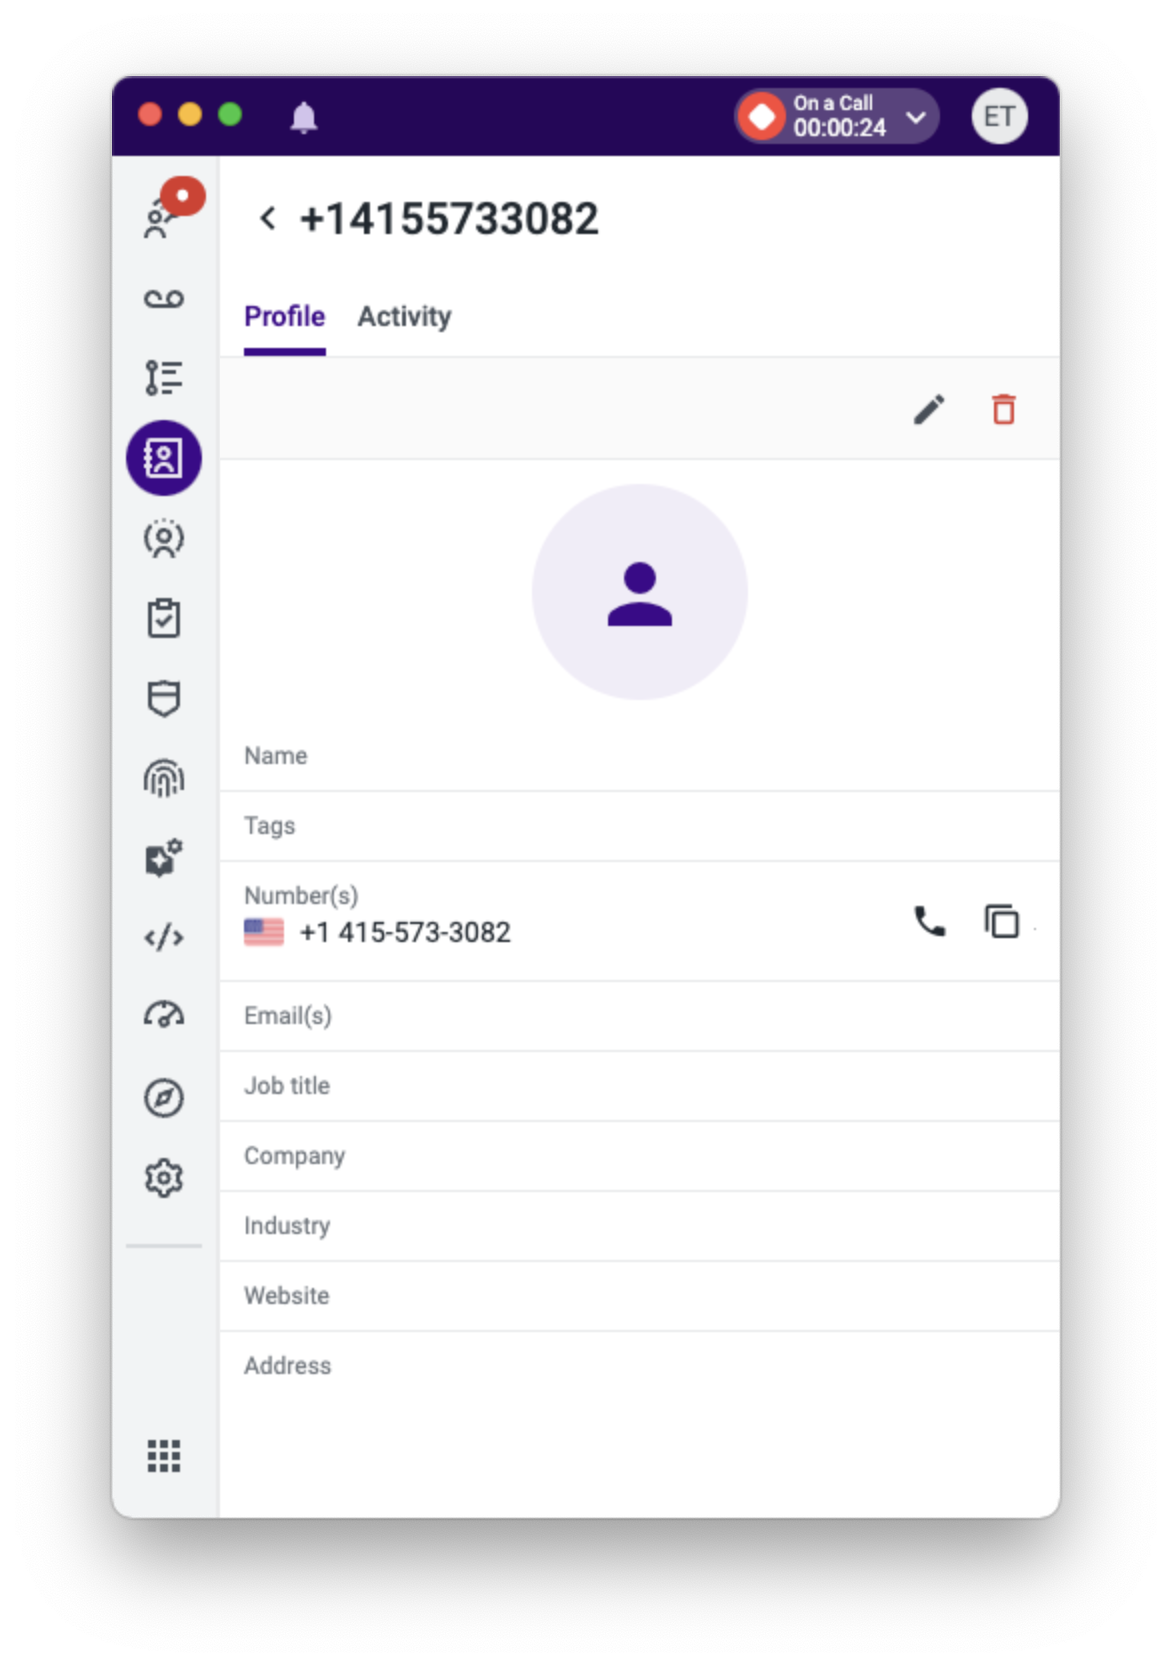 On a Call
00:00:24
ET
+14155733082
Profile Activity
Name
Tags
Number(s)
+1 415-573-3082
Email(s)
Job title
Company
Industry
Website
Address